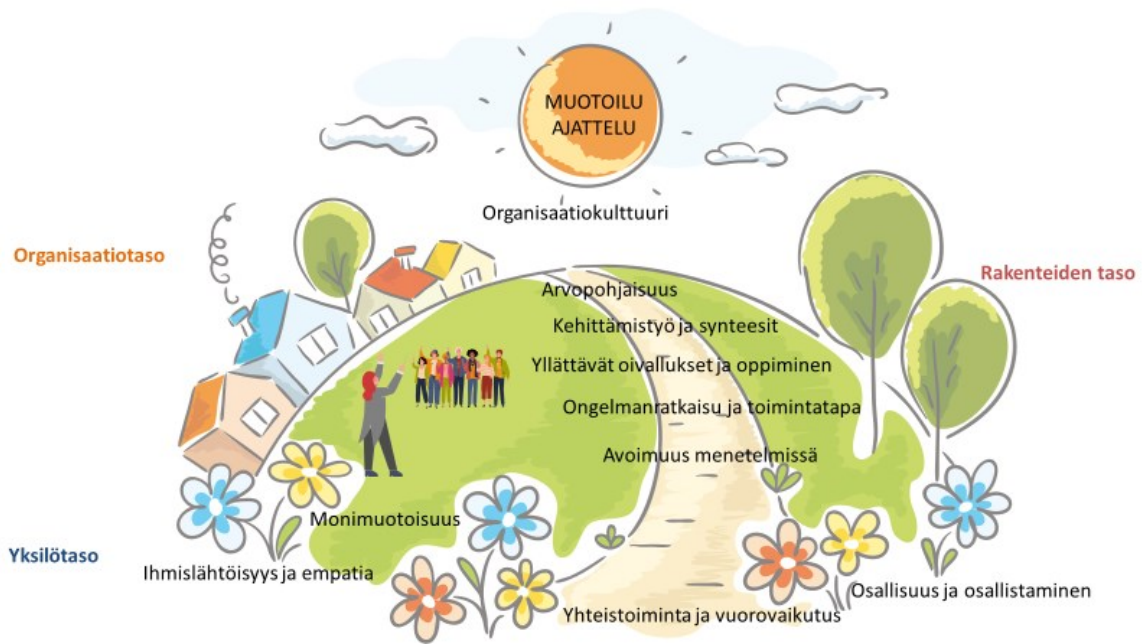 MUOTOILU
AJATTELU
Organisaatiokulttuuri
Organisaatiotaso
Rakenteiden taso
Arvopohjaisuus
Kehittämistyö ja synteesit
Yllättävät oivallukset ja oppiminen
Ongelmanratkaisu ja toimintatapa
Avoimuus menetelmissä
Monimuotoisuus
Yksilötaso
Ihmislähtöisyys ja empatia
Osallisuus ja osallistaminen
Yhteistoiminta ja vuorovaikutus